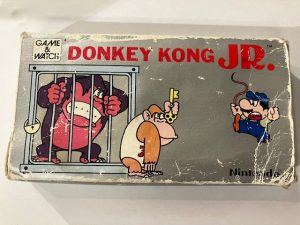 GAME &
WATCH
DONKEY KONG JR.
Nintendo